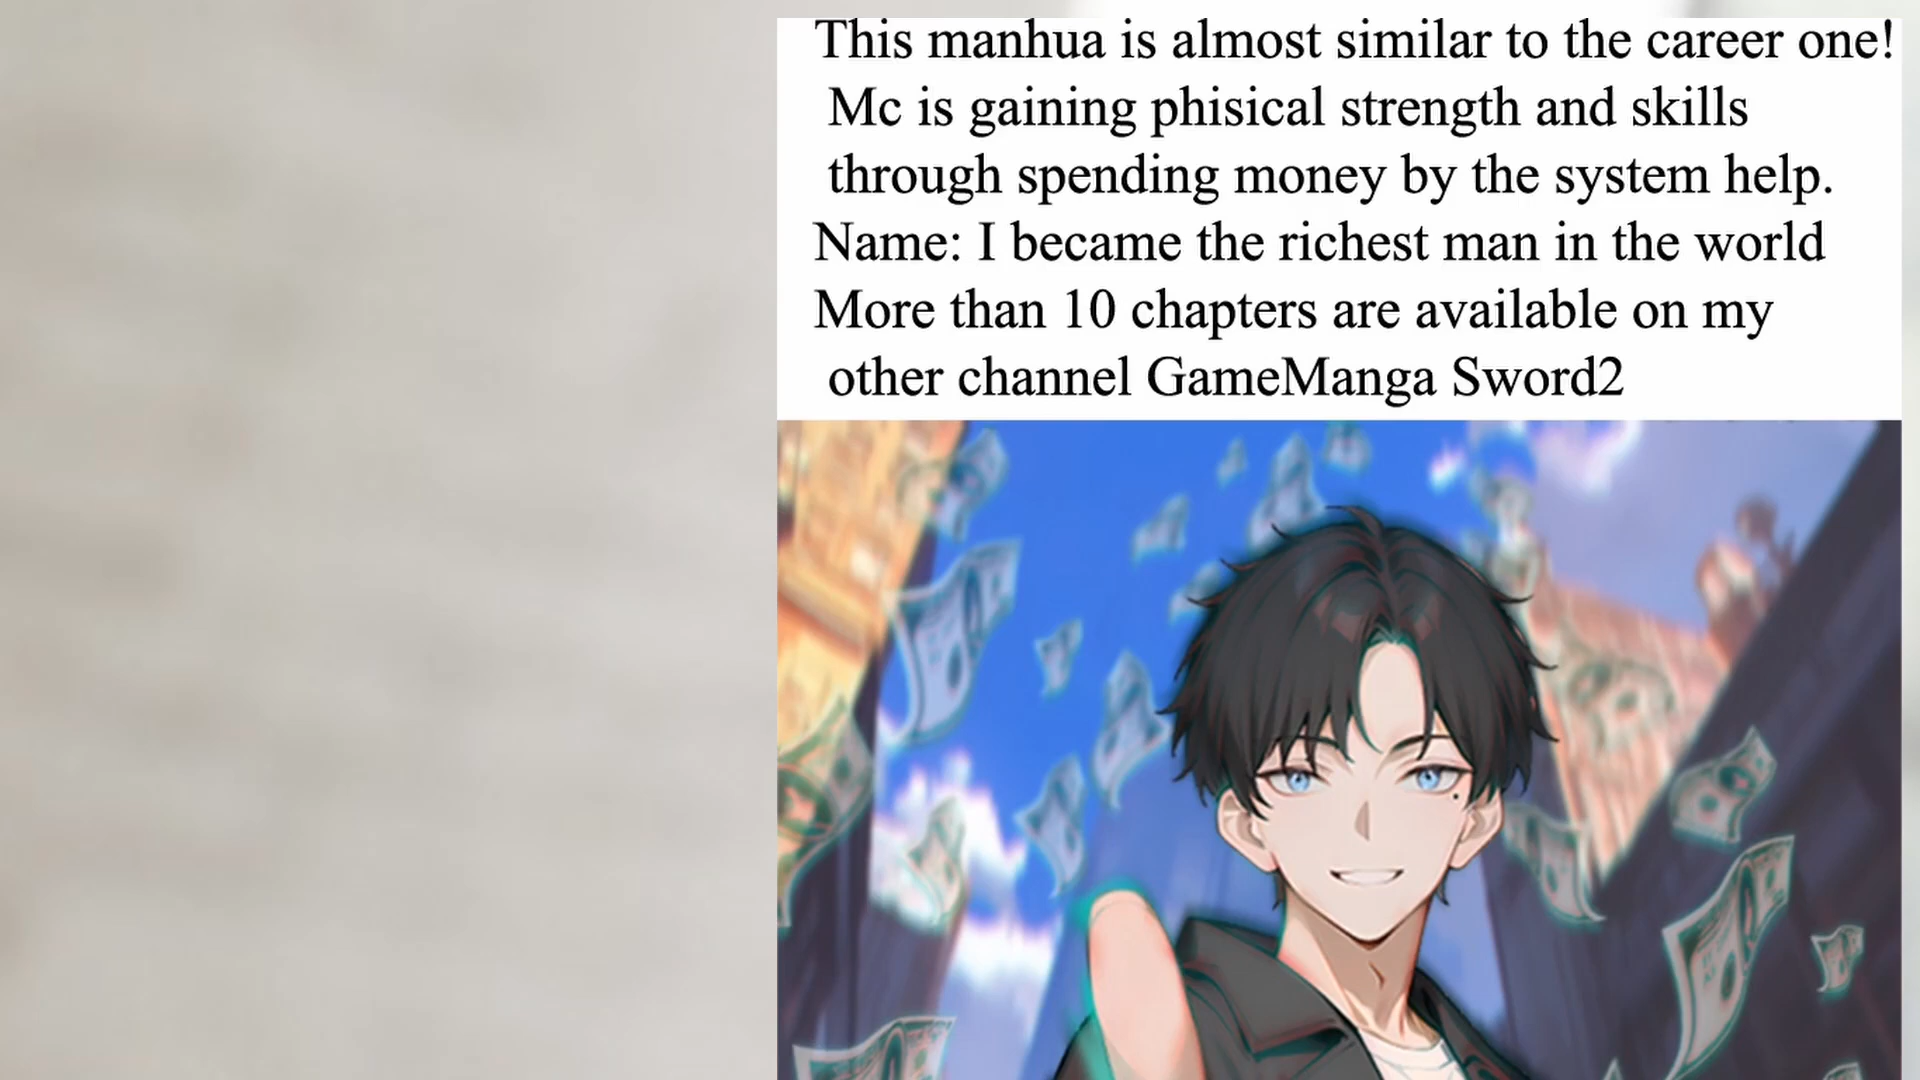 This manhua is almost similar to the career one!
Mc is gaining phisical strength and skills
through spending money by the system help.
Name: I became the richest man in the world
More than 10 chapters are available on my
other channel GameManga Sword2